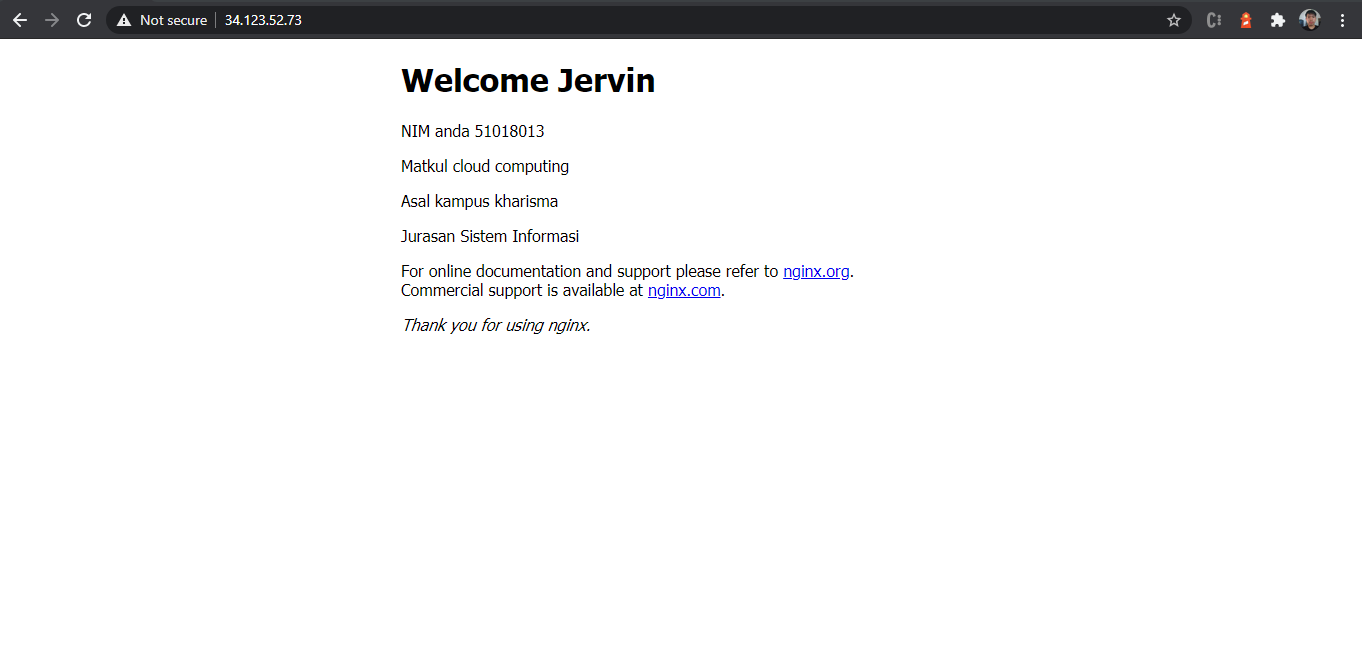 Not secure 34.123.52.73
Welcome Jervin
NIM anda 51018013
Matkul cloud computing
Asal kampus kharisma
Jurasan Sistem Informasi
For online documentation and support please refer to nginx.org.
Commercial support is available at nginx.com.
Thank you for using nginx.